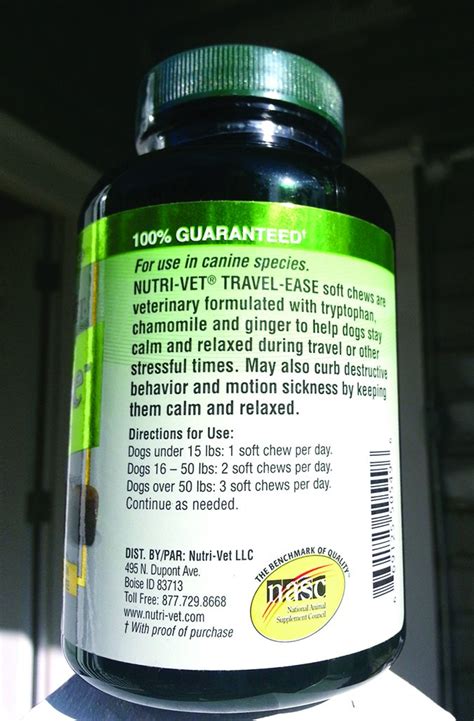 100% GUARANTEED†
For use in canine species.
NUTRI-VET® TRAVEL-EASE soft chews are
veterinary formulated with tryptophan,
chamomile and ginger to help dogs stay
calm and relaxed during travel or other
stressful times. May also curb destructive
behavior and motion sickness by keeping
them calm and relaxed.
Directions for Use:
Dogs under 15 lbs: 1 soft chew per day.
Dogs 16 – 50 lbs: 2 soft chews per day.
Dogs over 50 lbs: 3 soft chews per day.
Continue as needed.
DIST. BY/PAR: Nutri-Vet LLC
495 N. Dupont Ave.
Boise ID 83713
Toll Free: 877.729.8668
www.nutri-vet.com
† With proof of purchase
THE BENCHMARK OF QUALITY
nasc
National Animal
Supplement Council